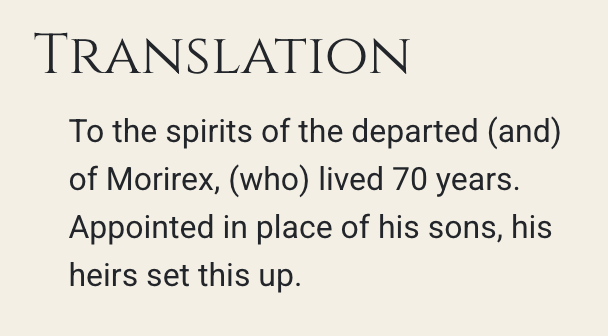 Translation
To the spirits of the departed (and)
of Morirex, (who) lived 70 years.
Appointed in place of his sons, his
heirs set this up.